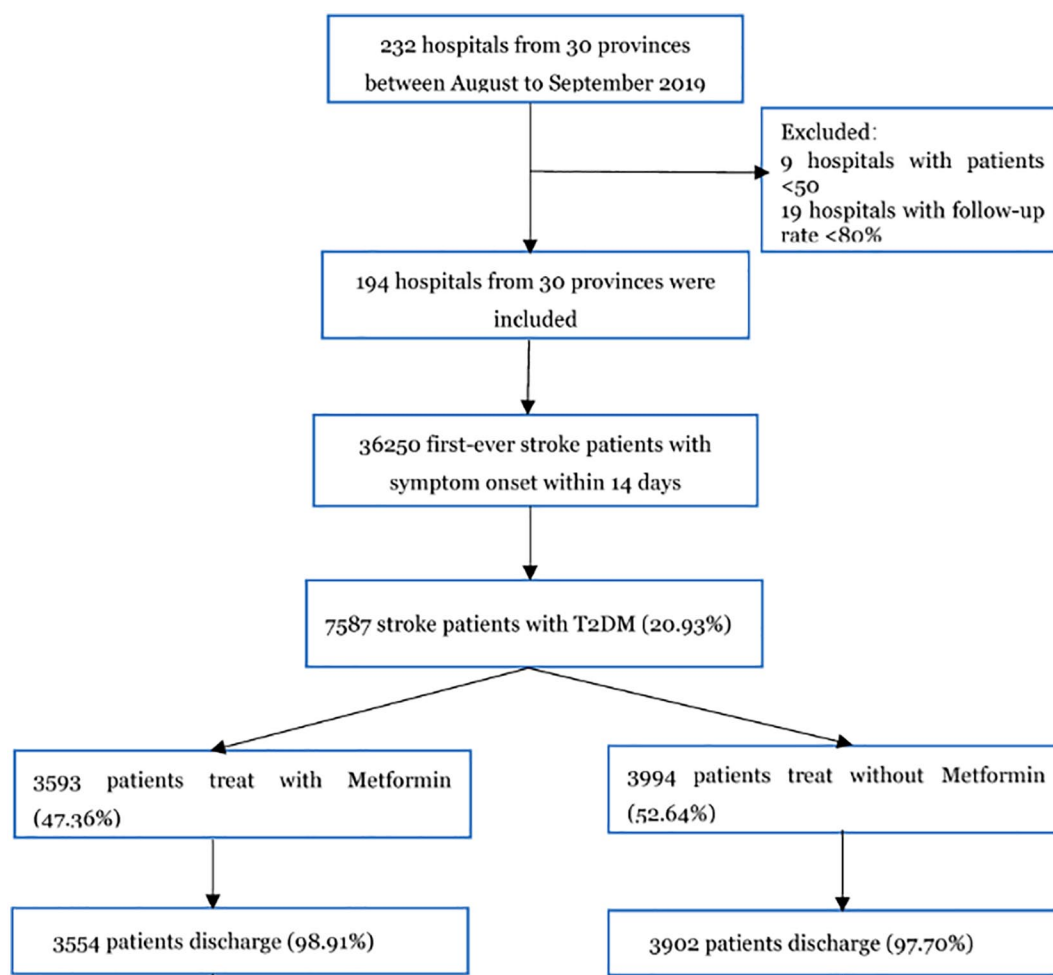 232 hospitals from 30 provinces
between August to September 2019
Excluded:
9 hospitals with patients
<50
19 hospitals with follow-up
rate <80%
194 hospitals from 30 provinces were
included
36250 first-ever stroke patients with
symptom onset within 14 days
7587 stroke patients with T2DM (20.93%)
3593 patients treat with Metformin
(47.36%)
3994 patients treat without Metformin
(52.64%)
3554 patients discharge (98.91%)
3902 patients discharge (97.70%)